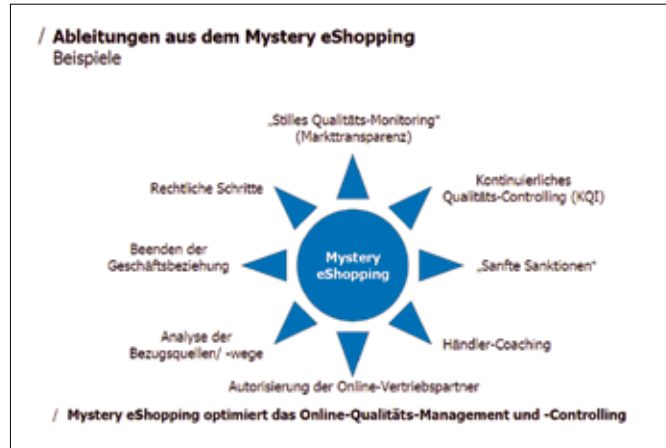 / Ableitungen aus dem Mystery eShopping
Beispiele
„Stilles Qualitäts-Monitoring"
(Markttransparenz)
Rechtliche Schritte
Kontinuierliches
Qualitäts-Controlling (KQI)
Beenden der
Geschäftsbeziehung
Mystery
eShopping
„Sanfte Sanktionen"
Analyse der
Bezugsquellen/ -wege
Händler-Coaching
Autorisierung der Online-Vertriebspartner
/ Mystery eShopping optimiert das Online-Qualitäts-Management und -Controlling